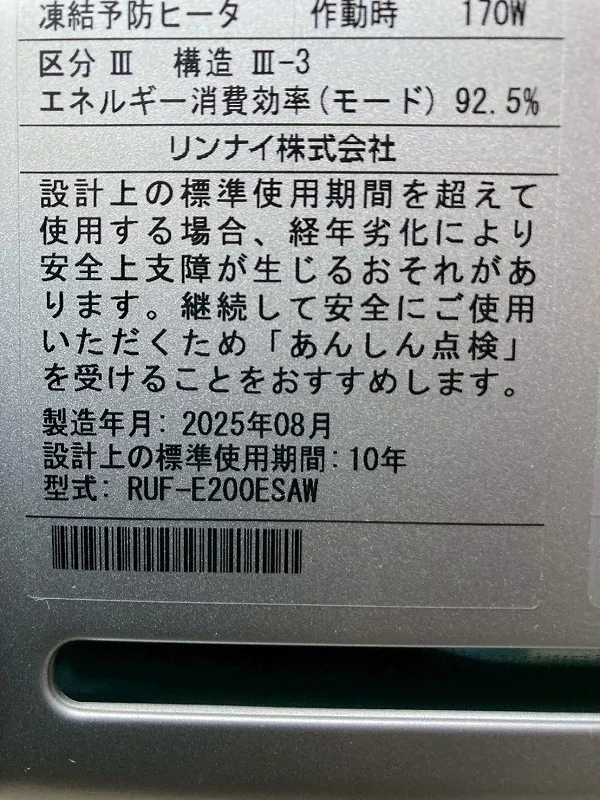 凍結予防ヒータ 作動時 170W
区分 Ⅲ 構造 Ⅲ-3
エネルギー消費効率(モード) 92.5%
リンナイ株式会社
設計上の標準使用期間を超えて
使用する場合、経年劣化により
安全上支障が生じるおそれがあ
ります。継続して安全にご使用
いただくため「あんしん点検」
を受けることをおすすめします。
製造年月: 2025年08月
設計上の標準使用期間: 10年
型式: RUF-E200ESAW